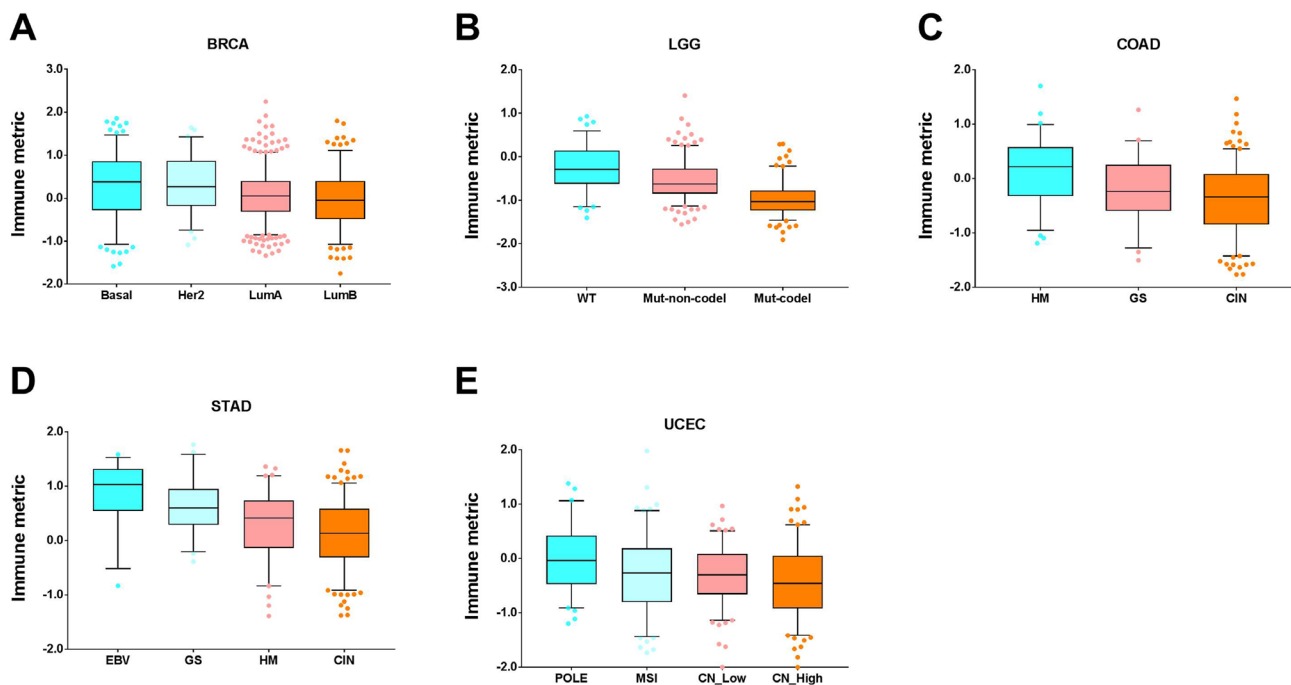 A
BRCA
Immune metric
3.0
2.0
1.0
0.0
-1.0
-2.0
Basal Her2 LumA LumB
B
LGG
Immune metric
2.0
1.0
0.0
-1.0
-2.0
-3.0
WT Mut-non-codel Mut-codel
C
COAD
Immune metric
2.0
1.0
0.0
-1.0
-2.0
HM GS CIN
D
STAD
Immune metric
2.0
1.0
0.0
-1.0
-2.0
EBV GS HM CIN
E
UCEC
Immune metric
2.0
1.0
0.0
-1.0
-2.0
POLE MSI CN_Low CN_High